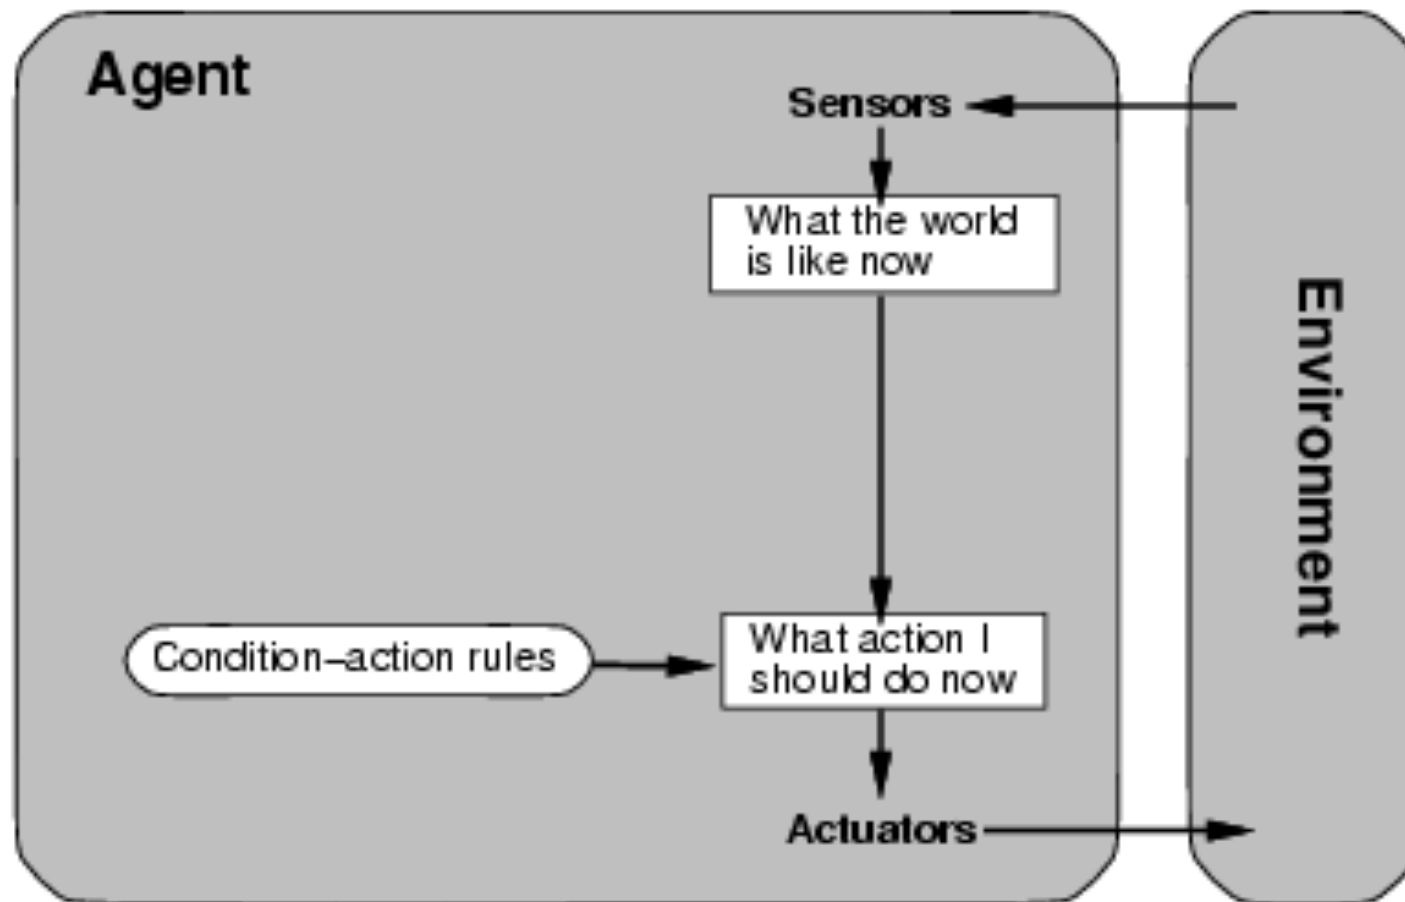 Agent
Sensors
What the world
is like now
Environment
Condition–action rules
What action I
should do now
Actuators